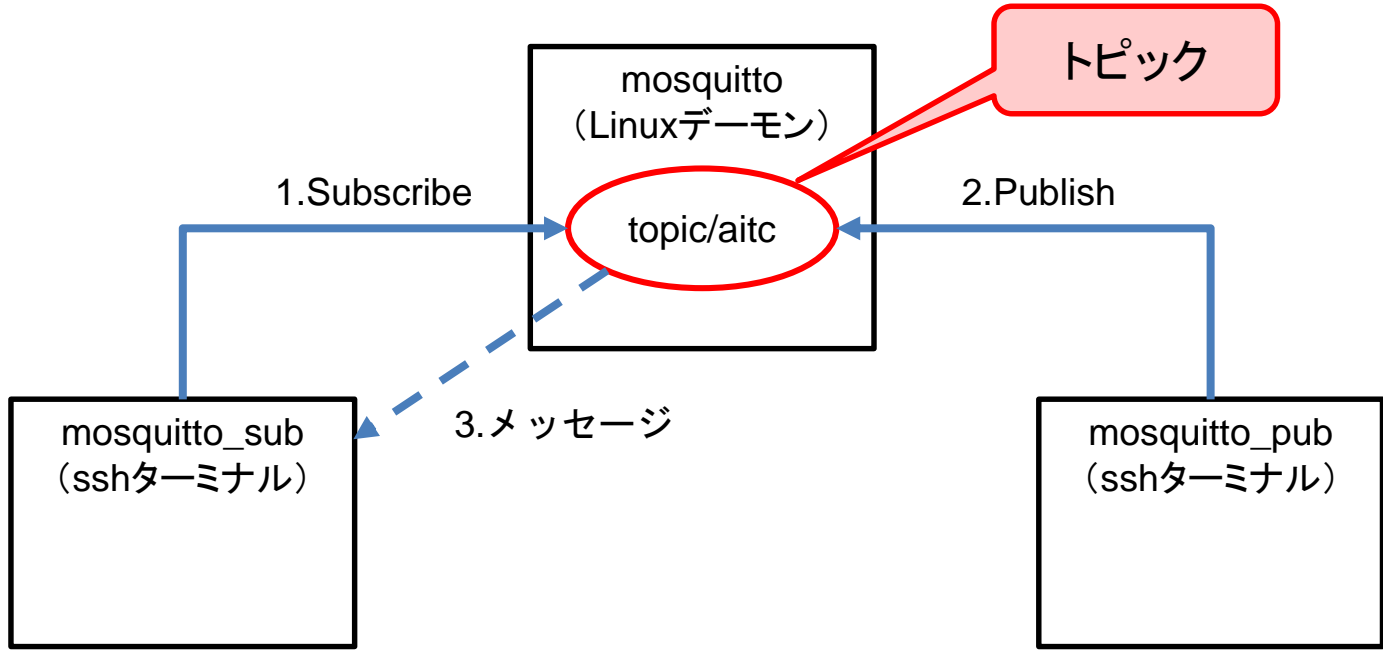 トピック
mosquitto
（Linuxデーモン）
1.Subscribe
2.Publish
topic/aitc
3.メッセージ
mosquitto_sub
（sshターミナル）
mosquitto_pub
（sshターミナル）